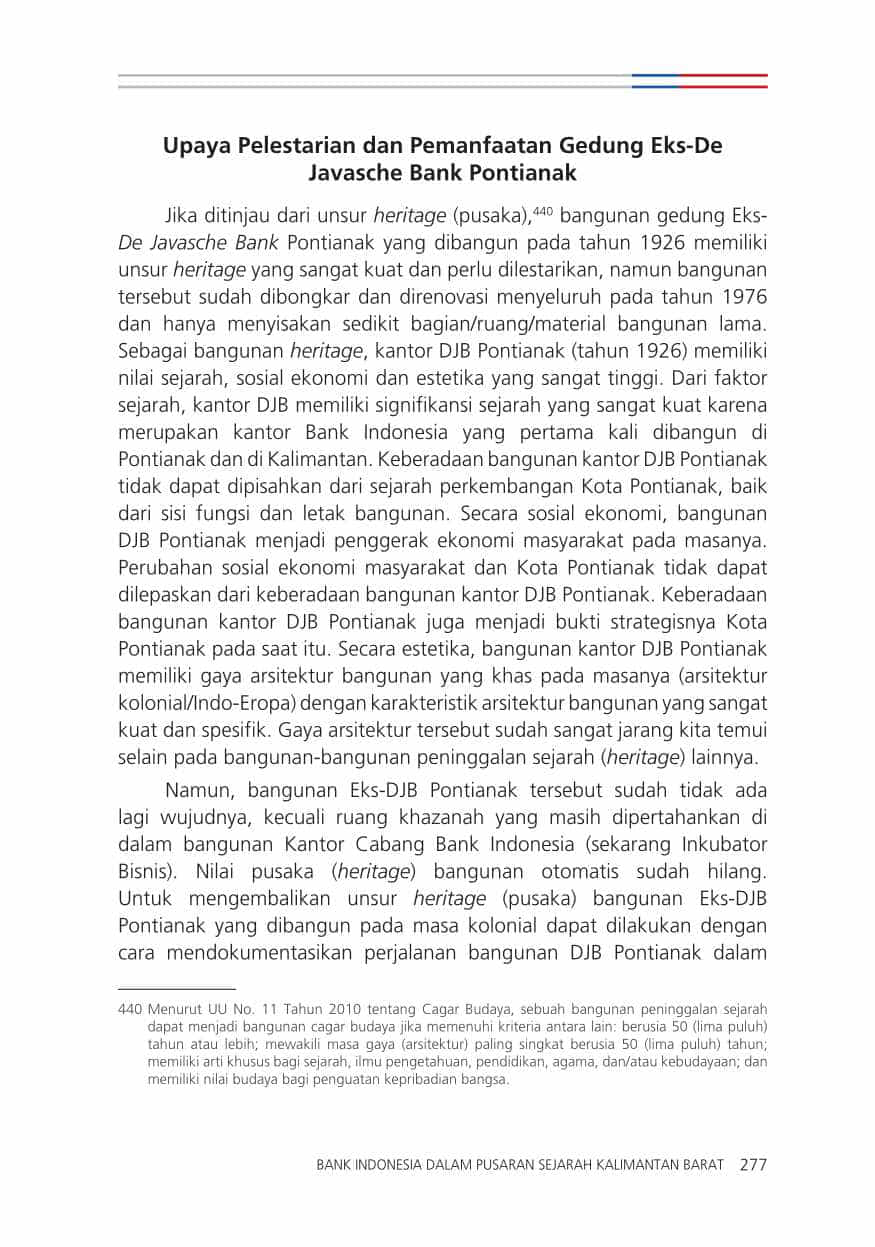 Upaya Pelestarian dan Pemanfaatan Gedung Eks-De
Javasche Bank Pontianak
Jika ditinjau dari unsur heritage (pusaka),440 bangunan gedung Eks-
De Javasche Bank Pontianak yang dibangun pada tahun 1926 memiliki
unsur heritage yang sangat kuat dan perlu dilestarikan, namun bangunan
tersebut sudah dibongkar dan direnovasi menyeluruh pada tahun 1976
dan hanya menyisakan sedikit bagian/ruang/material bangunan lama.
Sebagai bangunan heritage, kantor DJB Pontianak (tahun 1926) memiliki
nilai sejarah, sosial ekonomi dan estetika yang sangat tinggi. Dari faktor
sejarah, kantor DJB memiliki signifikansi sejarah yang sangat kuat karena
merupakan kantor Bank Indonesia yang pertama kali dibangun di
Pontianak dan di Kalimantan. Keberadaan bangunan kantor DJB Pontianak
tidak dapat dipisahkan dari sejarah perkembangan Kota Pontianak, baik
dari sisi fungsi dan letak bangunan. Secara sosial ekonomi, bangunan
DJB Pontianak menjadi penggerak ekonomi masyarakat pada masanya.
Perubahan sosial ekonomi masyarakat dan Kota Pontianak tidak dapat
dilepaskan dari keberadaan bangunan kantor DJB Pontianak. Keberadaan
bangunan kantor DJB Pontianak juga menjadi bukti strategisnya Kota
Pontianak pada saat itu. Secara estetika, bangunan kantor DJB Pontianak
memiliki gaya arsitektur bangunan yang khas pada masanya (arsitektur
kolonial/Indo-Eropa) dengan karakteristik arsitektur bangunan yang sangat
kuat dan spesifik. Gaya arsitektur tersebut sudah sangat jarang kita temui
selain pada bangunan-bangunan peninggalan sejarah (heritage) lainnya.
Namun, bangunan Eks-DJB Pontianak tersebut sudah tidak ada
lagi wujudnya, kecuali ruang khazanah yang masih dipertahankan di
dalam bangunan Kantor Cabang Bank Indonesia (sekarang Inkubator
Bisnis). Nilai pusaka (heritage) bangunan otomatis sudah hilang.
Untuk mengembalikan unsur heritage (pusaka) bangunan Eks-DJB
Pontianak yang dibangun pada masa kolonial dapat dilakukan dengan
cara mendokumentasikan perjalanan bangunan DJB Pontianak dalam
440 Menurut UU No. 11 Tahun 2010 tentang Cagar Budaya, sebuah bangunan peninggalan sejarah
dapat menjadi bangunan cagar budaya jika memenuhi kriteria antara lain: berusia 50 (lima puluh)
tahun atau lebih; mewakili masa gaya (arsitektur) paling singkat berusia 50 (lima puluh) tahun;
memiliki arti khusus bagi sejarah, ilmu pengetahuan, pendidikan, agama, dan/atau kebudayaan; dan
memiliki nilai budaya bagi penguatan kepribadian bangsa.
BANK INDONESIA DALAM PUSARAN SEJARAH KALIMANTAN BARAT 277